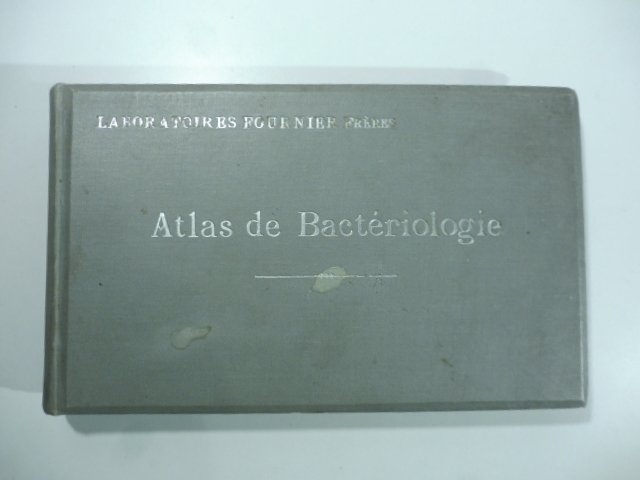 LABORATOIRES FOURNIER FRÈRES
Atlas de Bactériologie